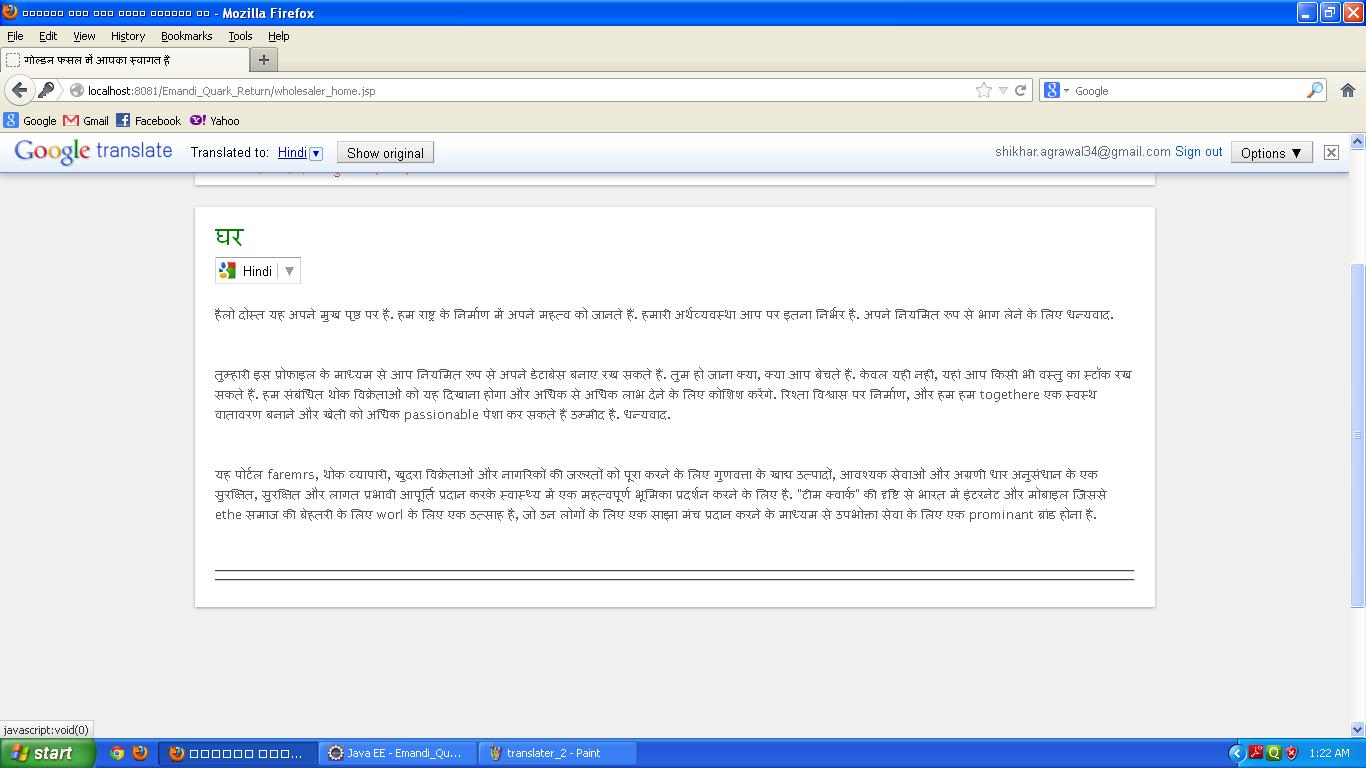 - Mozilla Firefox
File Edit View History Bookmarks Tools Help
गोल्डन फसल में आपका स्वागत है
localhost:8081/Emandi_Quark_Return/wholesaler_home.jsp
Google
Google Gmail Facebook Yahoo
Google translate Translated to: Hindi Show original shikhar.agrawal34@gmail.com Sign out Options ▼
घर
Hindi
हैलो दोस्त यह अपने मुख पृष्ठ पर है. हम राष्ट्र के निर्माण में अपने महत्व को जानते हैं. हमारी अर्थव्यवस्था आप पर इतना निर्भर है. अपने नियमित रूप से भाग लेने के लिए धन्यवाद.
तुम्हारी इस प्रोफाइल के माध्यम से आप नियमित रूप से अपने डेटाबेस बनाए रख सकते हैं. तुम हो जाना क्या, क्या आप बेचते हैं. केवल यही नहीं, यहां आप किसी भी वस्तु का स्टॉक रख
सकते हैं. हम संबंधित थोक विक्रेताओं को यह दिखाना होगा और अधिक से अधिक लाभ देने के लिए कोशिश करेंगे. रिश्ता विश्वास पर निर्माण, और हम हम togethere एक स्वस्थ
वातावरण बनाने और खेती को अधिक passionable पेशा कर सकते हैं उम्मीद है. धन्यवाद.
यह पोर्टल faremrs, थोक व्यापारी, खुदरा विक्रेताओं और नागरिकों की जरूरतों को पूरा करने के लिए गुणवत्ता के खाद्य उत्पादों, आवश्यक सेवाओं और अग्रणी धार अनुसंधान के एक
सुरक्षित, सुरक्षित और लागत प्रभावी आपूर्ति प्रदान करके स्वास्थ्य में एक महत्वपूर्ण भूमिका प्रदर्शन करने के लिए है. "टीम क्वार्क" की दृष्टि से भारत में इंटरनेट और मोबाइल जिससे
ethe समाज की बेहतरी के लिए worl के लिए एक उत्साह है, जो उन लोगों के लिए एक साझा मंच प्रदान करने के माध्यम से उपभोक्ता सेवा के लिए एक prominant ब्रांड होना है.
javascript:void(0)
start Java EE - Emandi_Qu... translater_2 - Paint 1:22 AM